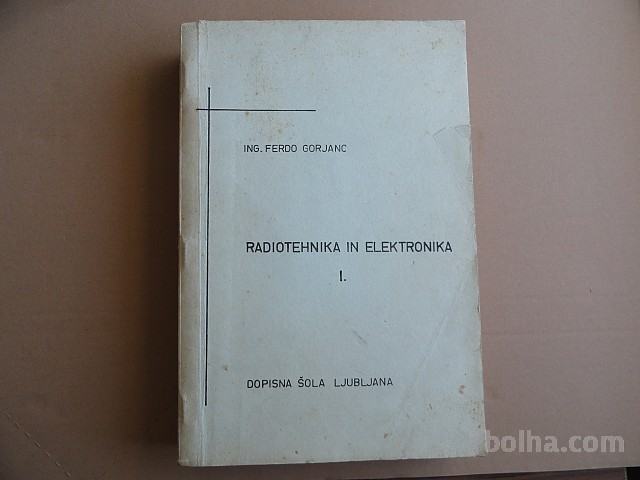 ING. FERDO GORJANC
RADIOTEHNIKA IN ELEKTRONIKA
I.
DOPISNA ŠOLA LJUBLJANA
bolha.com